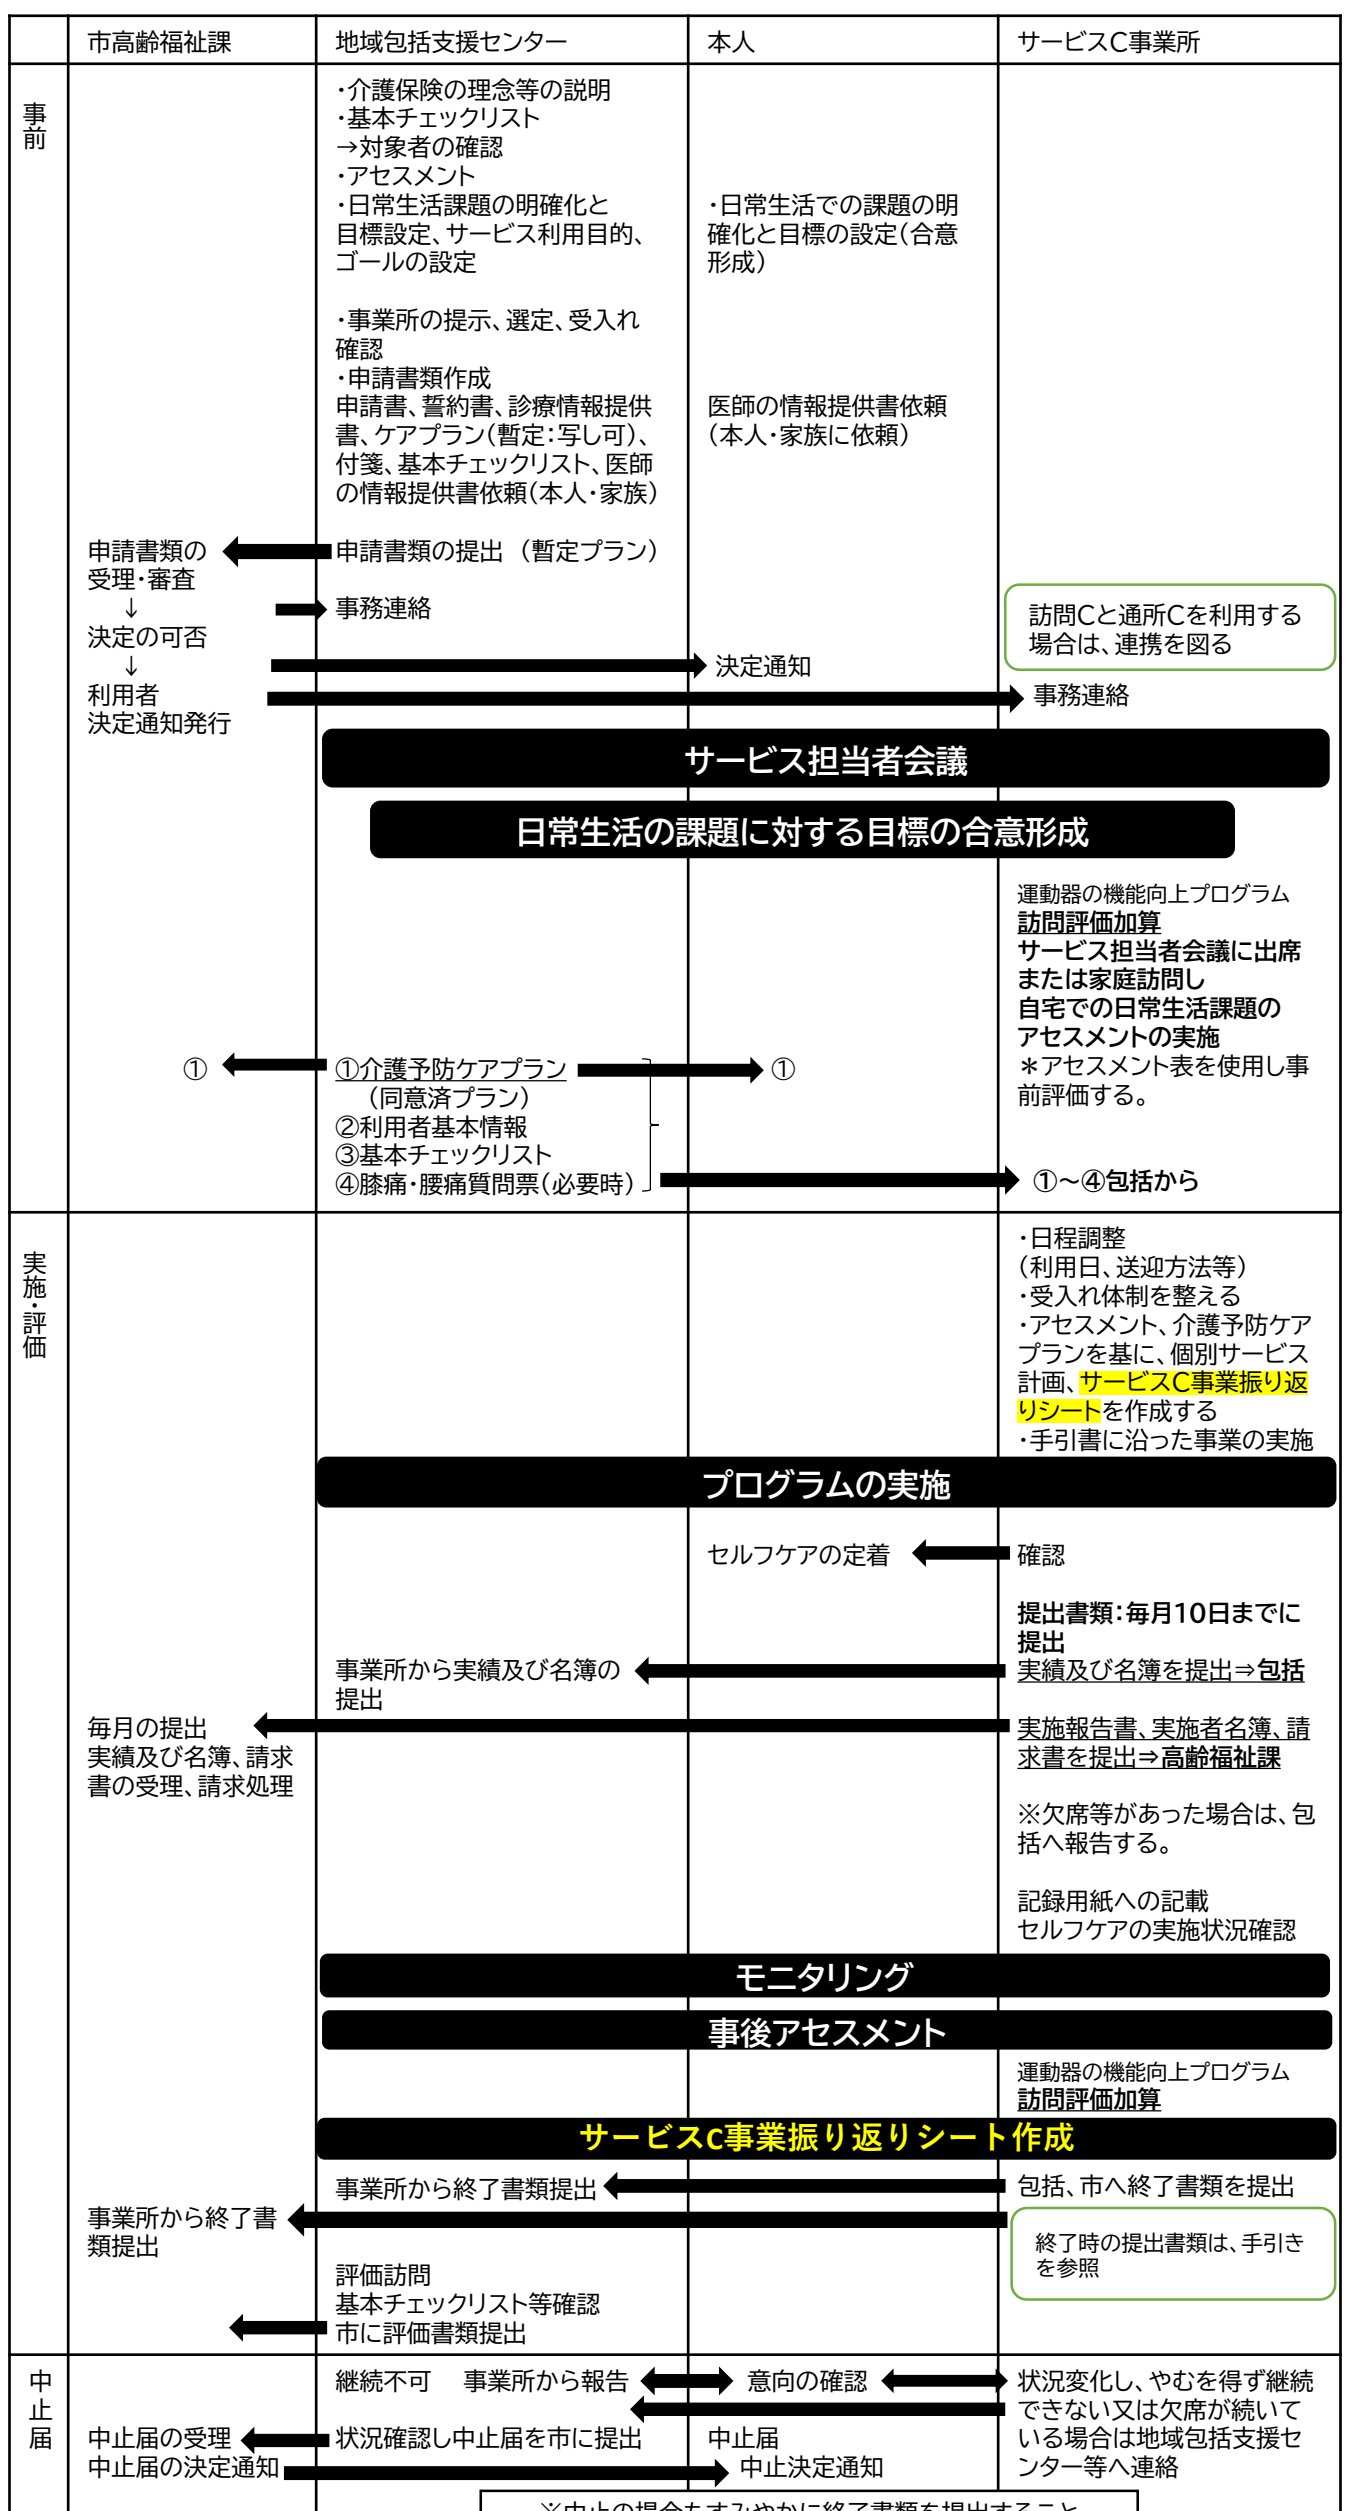 市高齢福祉課
地域包括支援センター
本人
サービスC事業所
事前
・介護保険の理念等の説明
・基本チェックリスト
→対象者の確認
・アセスメント
・日常生活課題の明確化と
目標設定、サービス利用目的、
ゴールの設定
・日常生活での課題の明
確化と目標の設定（合意
形成）
・事業所の提示、選定、受入れ
確認
・申請書類作成
申請書、誓約書、診療情報提供
書、ケアプラン（暫定：写し可）、
付箋、基本チェックリスト、医師
の情報提供書依頼（本人・家族）
医師の情報提供書依頼
（本人・家族に依頼）
申請書類の
受理・審査
↓
決定の可否
↓
利用者
決定通知発行
申請書類の提出 （暫定プラン）
事務連絡
決定通知
訪問Cと通所Cを利用する
場合は、連携を図る
事務連絡
サービス担当者会議
日常生活の課題に対する目標の合意形成
運動器の機能向上プログラム
訪問評価加算
サービス担当者会議に出席
または家庭訪問し
自宅での日常生活課題の
アセスメントの実施
＊アセスメント表を使用し事
前評価する。
①
①介護予防ケアプラン
（同意済プラン）
②利用者基本情報
③基本チェックリスト
④膝痛・腰痛質問票（必要時）
①
①～④包括から
実施・評価
・日程調整
（利用日、送迎方法等）
・受入れ体制を整える
・アセスメント、介護予防ケア
プランを基に、個別サービス
計画、サービスC事業振り返
りシートを作成する
・手引書に沿った事業の実施
プログラムの実施
セルフケアの定着
確認
提出書類：毎月10日までに
提出
実績及び名簿を提出⇒包括
事業所から実績及び名簿の
提出
毎月の提出
実績及び名簿、請求
書の受理、請求処理
実施報告書、実施者名簿、請
求書を提出⇒高齢福祉課
※欠席等があった場合は、包
括へ報告する。
記録用紙への記載
セルフケアの実施状況確認
モニタリング
事後アセスメント
運動器の機能向上プログラム
訪問評価加算
サービスC事業振り返りシート作成
事業所から終了書類提出
包括、市へ終了書類を提出
事業所から終了書
類提出
終了時の提出書類は、手引き
を参照
評価訪問
基本チェックリスト等確認
市に評価書類提出
中止届
継続不可 事業所から報告
意向の確認
状況変化し、やむを得ず継続
できない又は欠席が続いて
いる場合は地域包括支援セ
ンター等へ連絡
中止届の受理
中止届の決定通知
状況確認し中止届を市に提出
中止届
中止決定通知
※中止の場合もすみやかに終了書類を提出すること